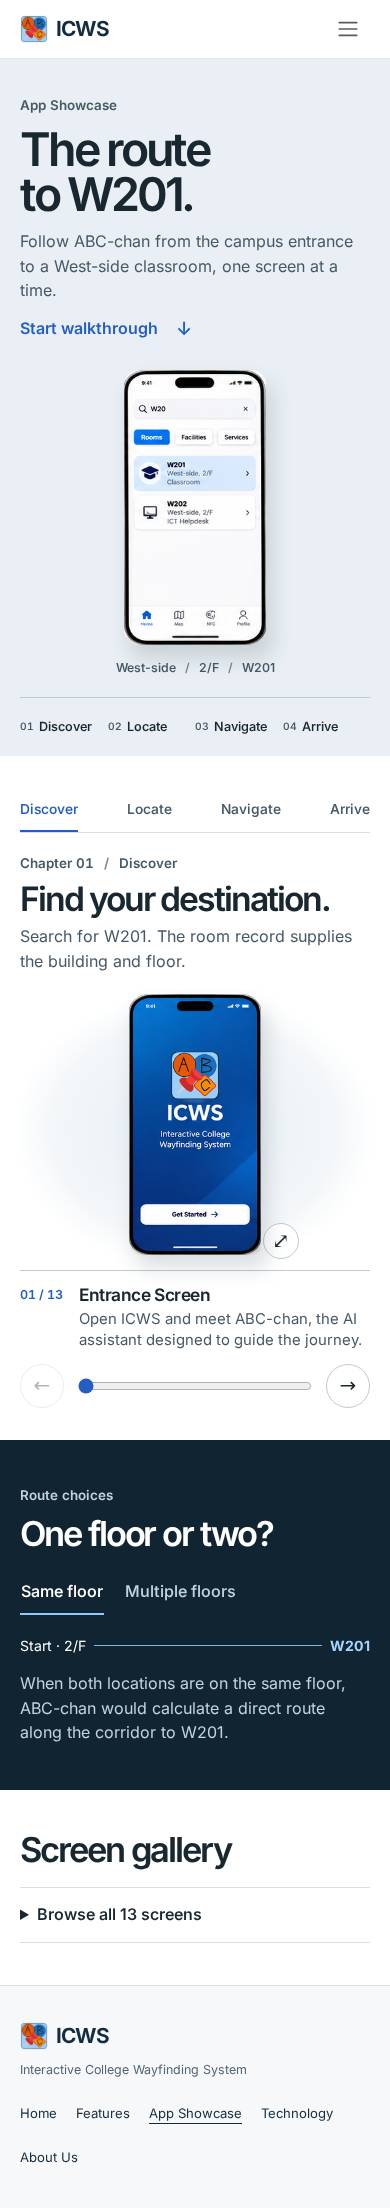 ICWS
App Showcase
The route
to W201.
Follow ABC-chan from the campus entrance
to a West-side classroom, one screen at a
time.
Start walkthrough ↓
9:41
W20 ×
Rooms Facilities Services
W201
West-side, 2/F
Classroom
W202
West-side, 2/F
ICT Helpdesk
Home Map NFC Profile
West-side / 2/F / W201
01 Discover 02 Locate 03 Navigate 04 Arrive
Discover Locate Navigate Arrive
Chapter 01 / Discover
Find your destination.
Search for W201. The room record supplies
the building and floor.
9:41
A B C
ICWS
Interactive College
Wayfinding System
Get Started →
01 / 13 Entrance Screen
Open ICWS and meet ABC-chan, the AI
assistant designed to guide the journey.
← →
Route choices
One floor or two?
Same floor Multiple floors
Start · 2/F W201
When both locations are on the same floor,
ABC-chan would calculate a direct route
along the corridor to W201.
Screen gallery
▶ Browse all 13 screens
ICWS
Interactive College Wayfinding System
Home Features App Showcase Technology
About Us